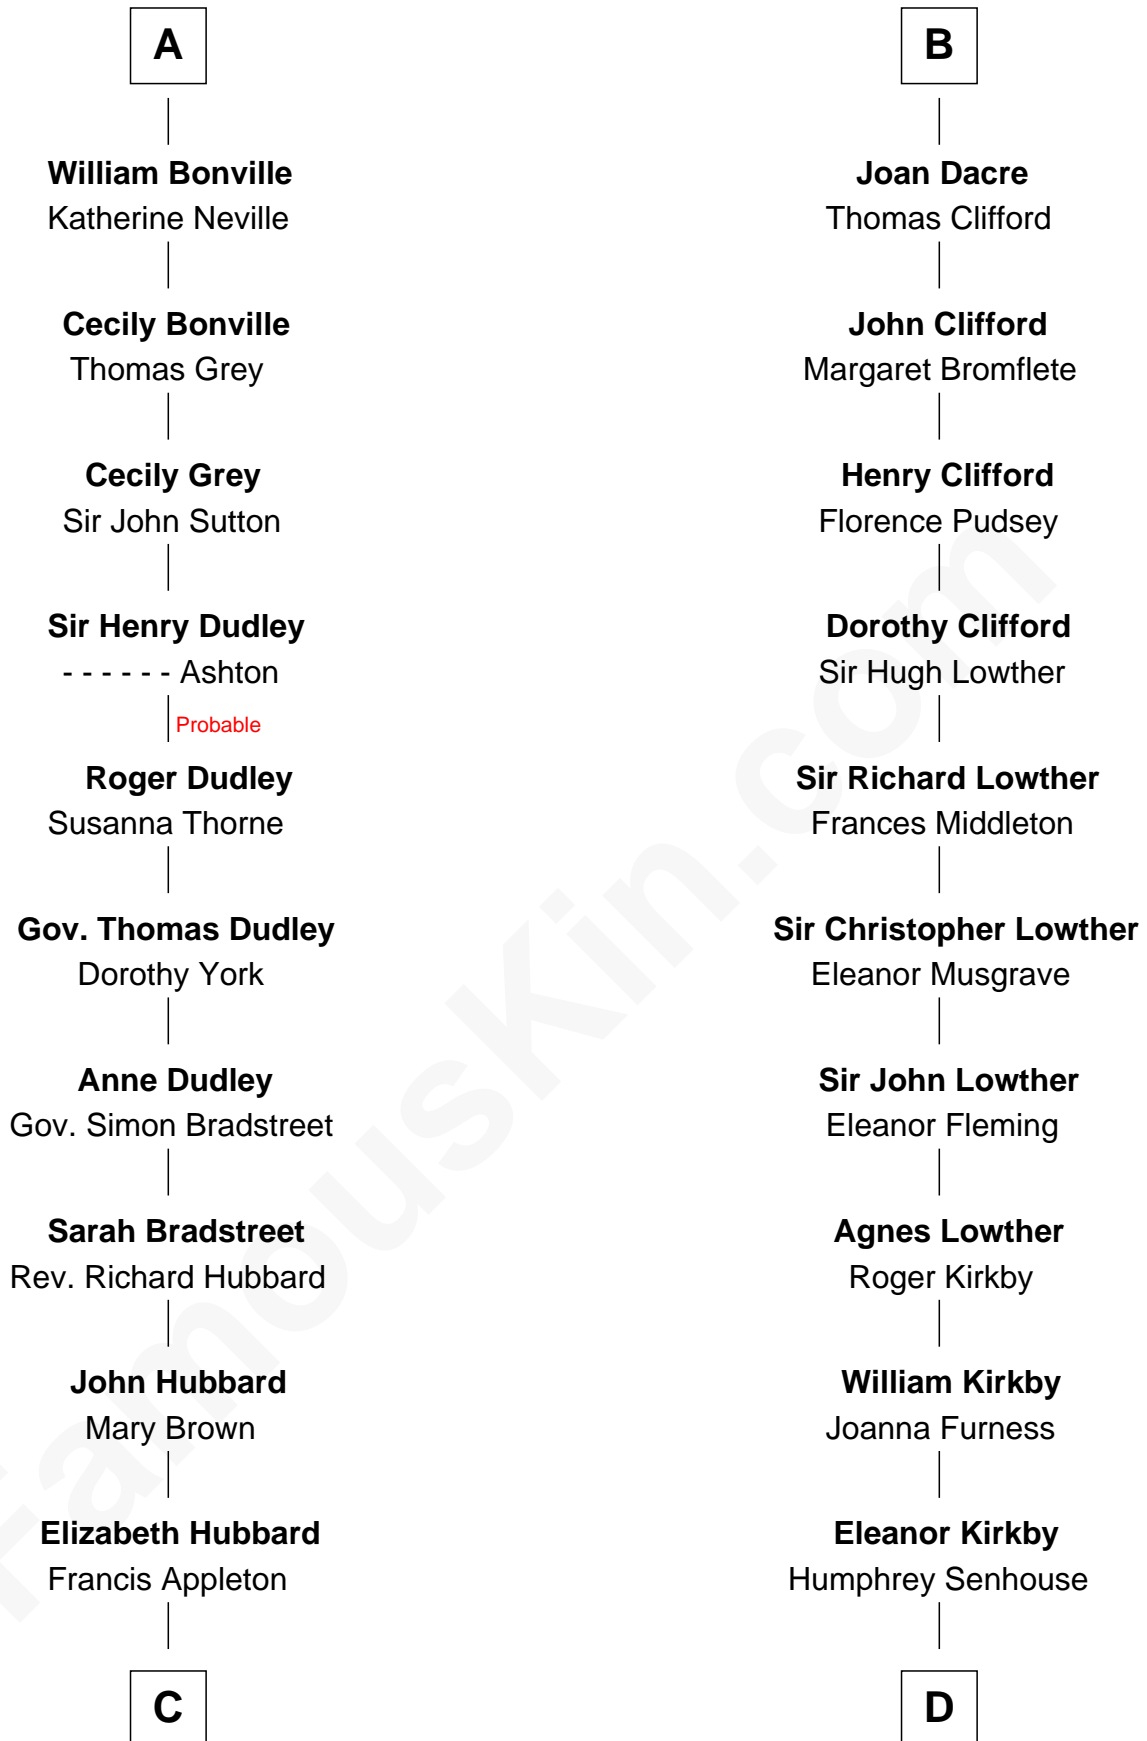 A
William Bonville
Katherine Neville
Cecily Bonville
Thomas Grey
Cecily Grey
Sir John Sutton
Sir Henry Dudley
- - - - - - Ashton
Probable
Roger Dudley
Susanna Thorne
Gov. Thomas Dudley
Dorothy York
Anne Dudley
Gov. Simon Bradstreet
Sarah Bradstreet
Rev. Richard Hubbard
John Hubbard
Mary Brown
Elizabeth Hubbard
Francis Appleton
C
B
Joan Dacre
Thomas Clifford
John Clifford
Margaret Bromflete
Henry Clifford
Florence Pudsey
Dorothy Clifford
Sir Hugh Lowther
Sir Richard Lowther
Frances Middleton
Sir Christopher Lowther
Eleanor Musgrave
Sir John Lowther
Eleanor Fleming
Agnes Lowther
Roger Kirkby
William Kirkby
Joanna Furness
Eleanor Kirkby
Humphrey Senhouse
D
FamousKin.com